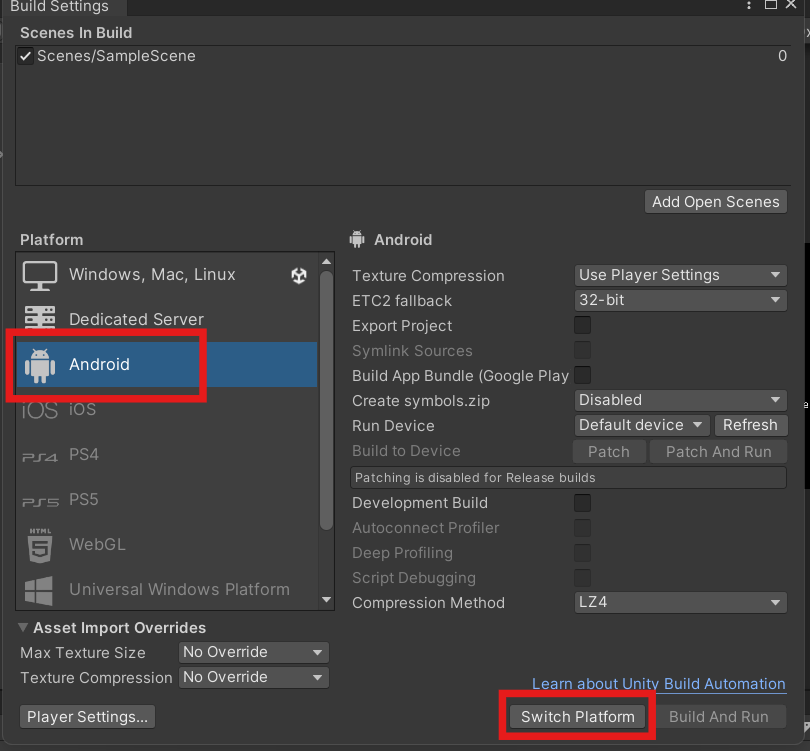 Build Settings
Scenes In Build
Scenes/SampleScene 0
Add Open Scenes
Platform
Windows, Mac, Linux
Dedicated Server
Android
iOS iOS
PS4 PS4
PS5 PS5
HTML 5 WebGL
Universal Windows Platform
Android
Texture Compression Use Player Settings
ETC2 fallback 32-bit
Export Project
Symlink Sources
Build App Bundle (Google Play
Create symbols.zip Disabled
Run Device Default device Refresh
Build to Device Patch Patch And Run
Patching is disabled for Release builds
Development Build
Autoconnect Profiler
Deep Profiling
Script Debugging
Compression Method LZ4
Asset Import Overrides
Max Texture Size No Override
Texture Compression No Override
Learn about Unity Build Automation
Player Settings... Switch Platform Build And Run